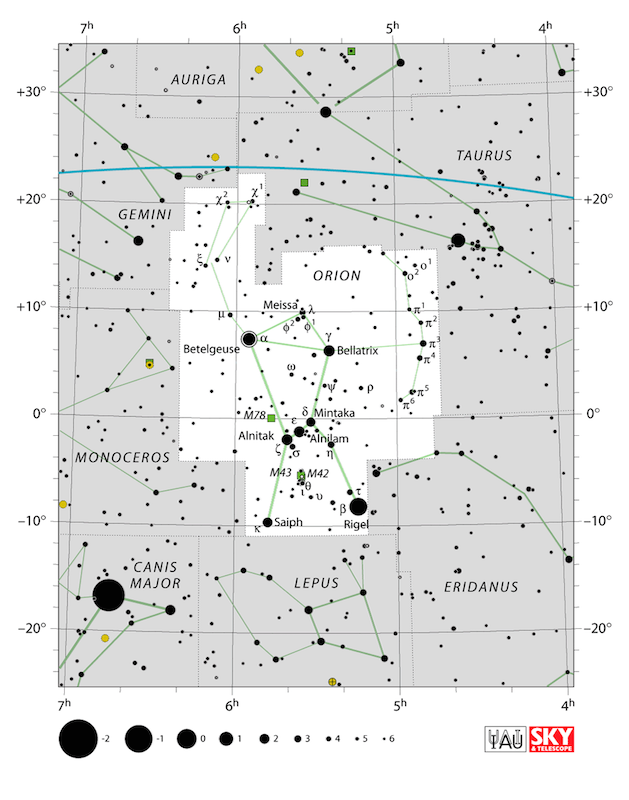 7h 6h 5h 4h
+30° +30°
AURIGA
TAURUS
+20° +20°
χ2 χ1
GEMINI
ξ ν
ORION
ο1
ο2
+10° +10°
Meissa λ
π1
μ
φ2 φ1
π2
α γ
π3
Betelgeuse Bellatrix
π4
ω
ψ ρ
π5
π6
M78 δ Mintaka
0° 0°
ε
Alnitak Alnilam
ζ σ η
MONOCEROS
M43 M42
θ
ι υ τ
β
−10° −10°
κ Saiph Rigel
CANIS
MAJOR
LEPUS
ERIDANUS
−20° −20°
7h 6h 5h 4h
-2 -1 0 1 2 3 4 5 6
IAU
SKY
& TELESCOPE